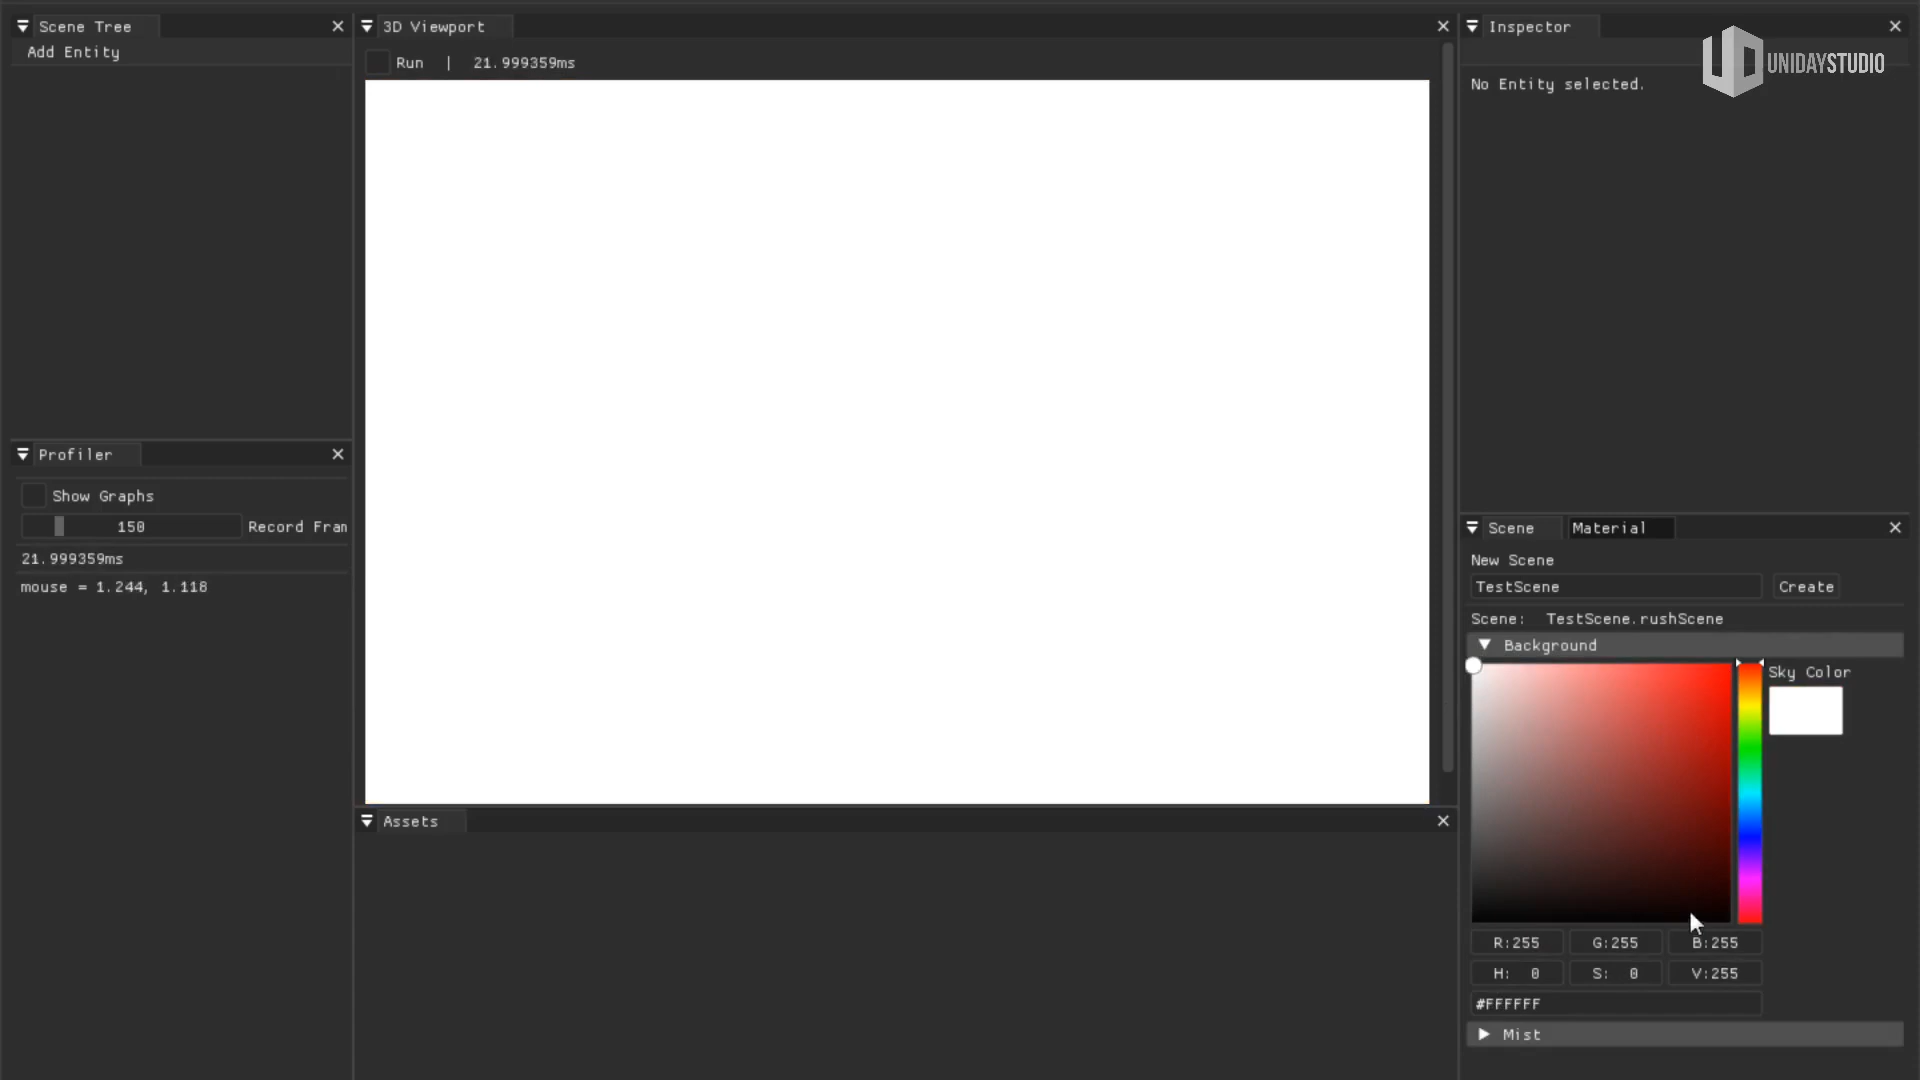 Scene Tree
Add Entity
Profiler
Show Graphs
150 Record Fram
21.999359ms
mouse = 1.244, 1.118
3D Viewport
Run | 21.999359ms
Assets
Inspector
UD UNIDAYSTUDIO
No Entity selected.
Scene Material
New Scene
TestScene Create
Scene: TestScene.rushScene
Background
Sky Color
R:255 G:255 B:255
H: 0 S: 0 V:255
#FFFFFF
Mist